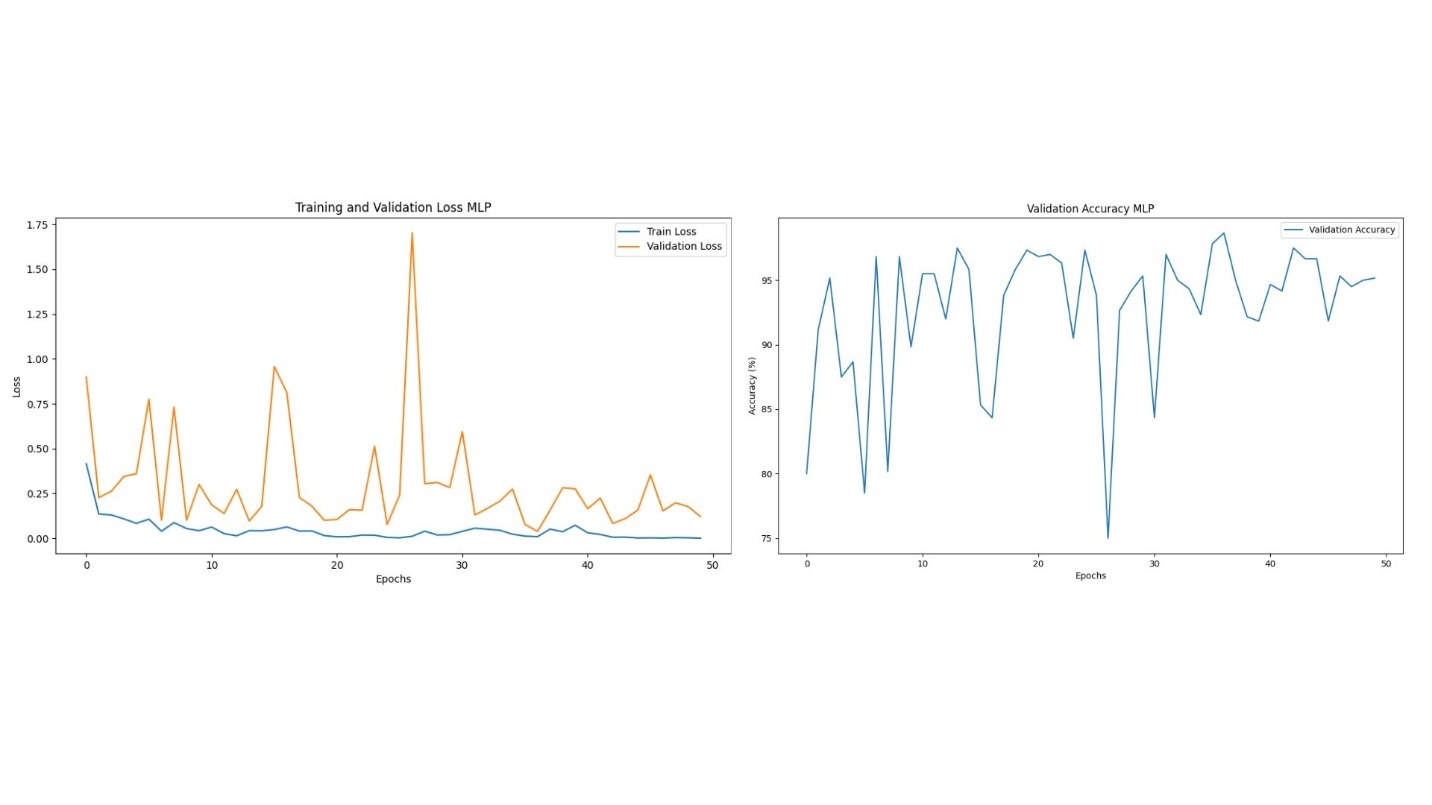 Training and Validation Loss MLP
1.75
1.50
1.25
1.00
0.75
0.50
0.25
0.00
Loss
Train Loss
Validation Loss
0 10 20 30 40 50
Epochs
Validation Accuracy MLP
95
90
85
80
75
Accuracy (%)
Validation Accuracy
0 10 20 30 40 50
Epochs